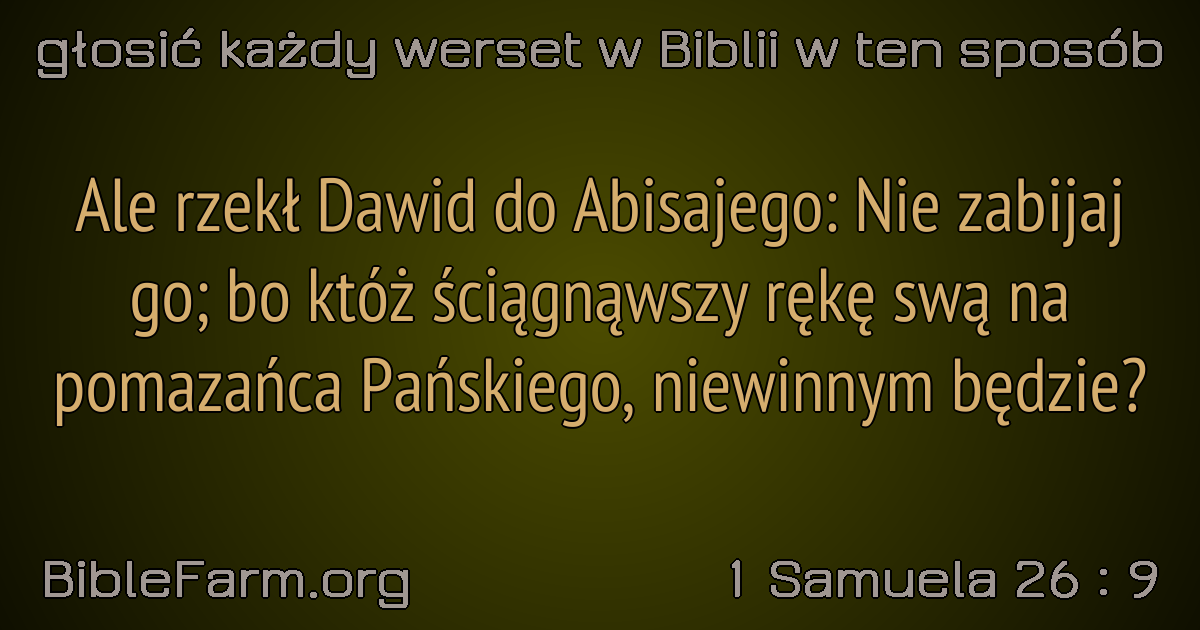 głosić każdy werset w Biblii w ten sposób
Ale rzekł Dawid do Abisajego: Nie zabijaj
go; bo któż ściągnąwszy rękę swą na
pomazańca Pańskiego, niewinnym będzie?
BibleFarm.org
1 Samuela 26 : 9